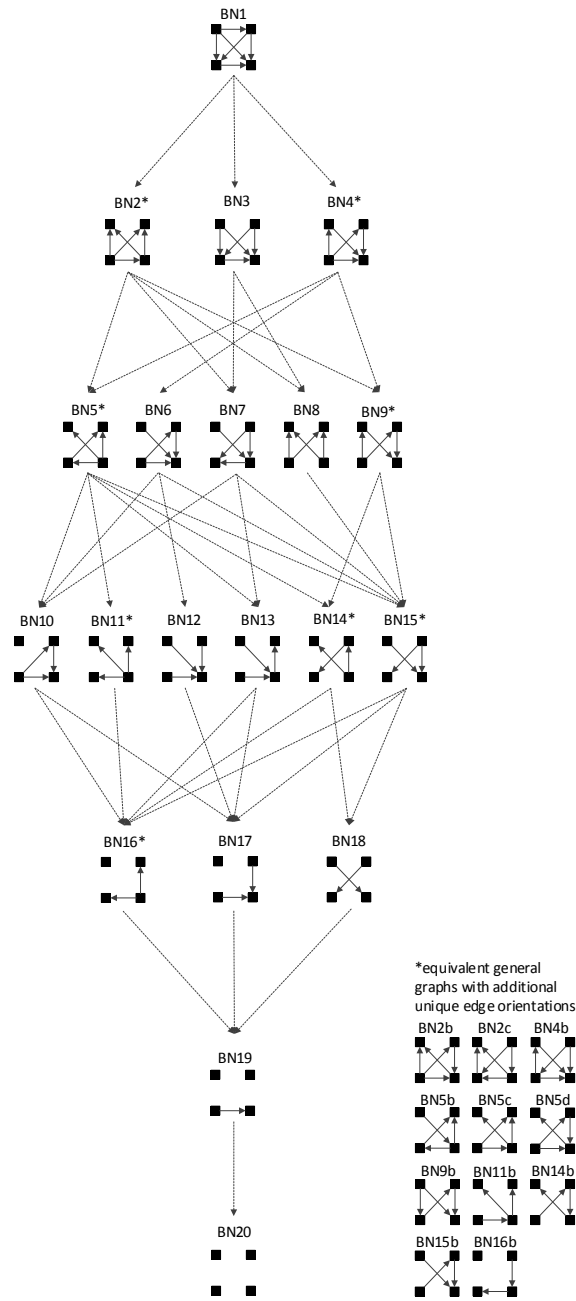 BN1
BN2*
BN3
BN4*
BN5*
BN6
BN7
BN8
BN9*
BN10
BN11*
BN12
BN13
BN14*
BN15*
BN16*
BN17
BN18
BN19
BN20
*equivalent general
graphs with additional
unique edge orientations
BN2b
BN2c
BN4b
BN5b
BN5c
BN5d
BN9b
BN11b
BN14b
BN15b
BN16b